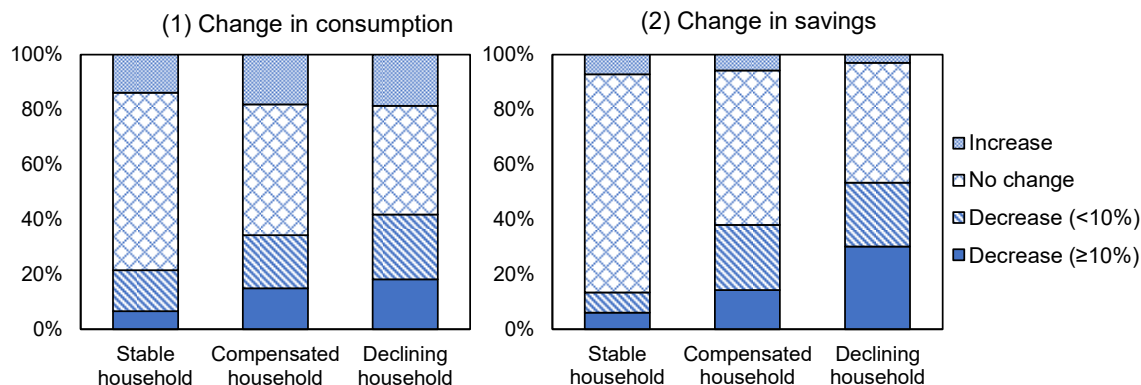 (1) Change in consumption
100%
80%
60%
40%
20%
0%
Stable
household
Compensated
household
Declining
household
(2) Change in savings
100%
80%
60%
40%
20%
0%
Stable
household
Compensated
household
Declining
household
Increase
No change
Decrease (<10%)
Decrease (≥10%)